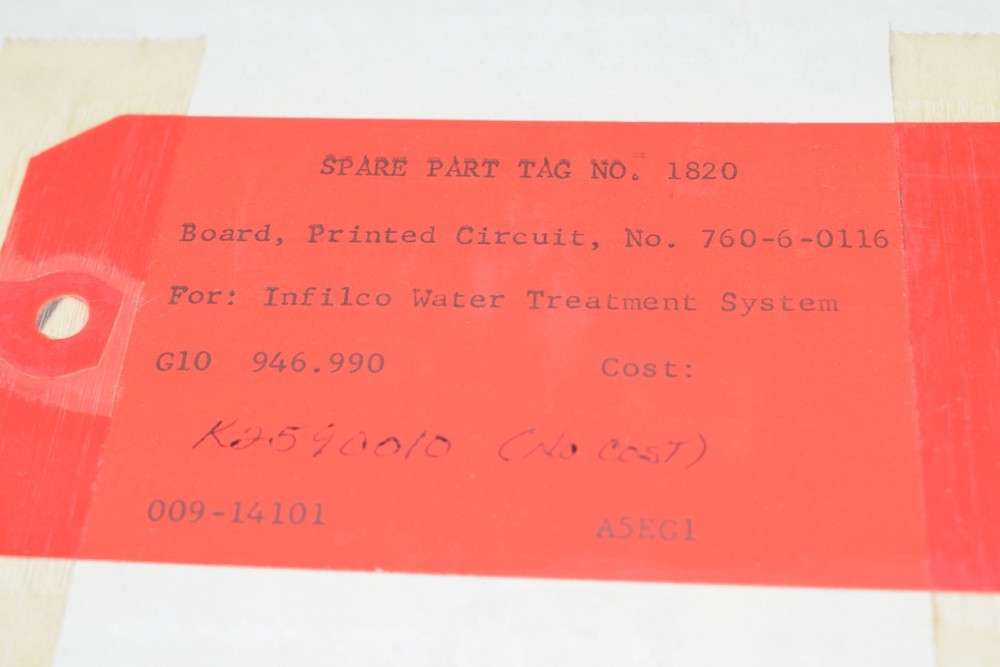 SPARE PART TAG NO. 1820
Board, Printed Circuit, No. 760-6-0116
For: Infilco Water Treatment System
G10 946.990 Cost:
K2590010 (No COST)
009-14101 A5EG1